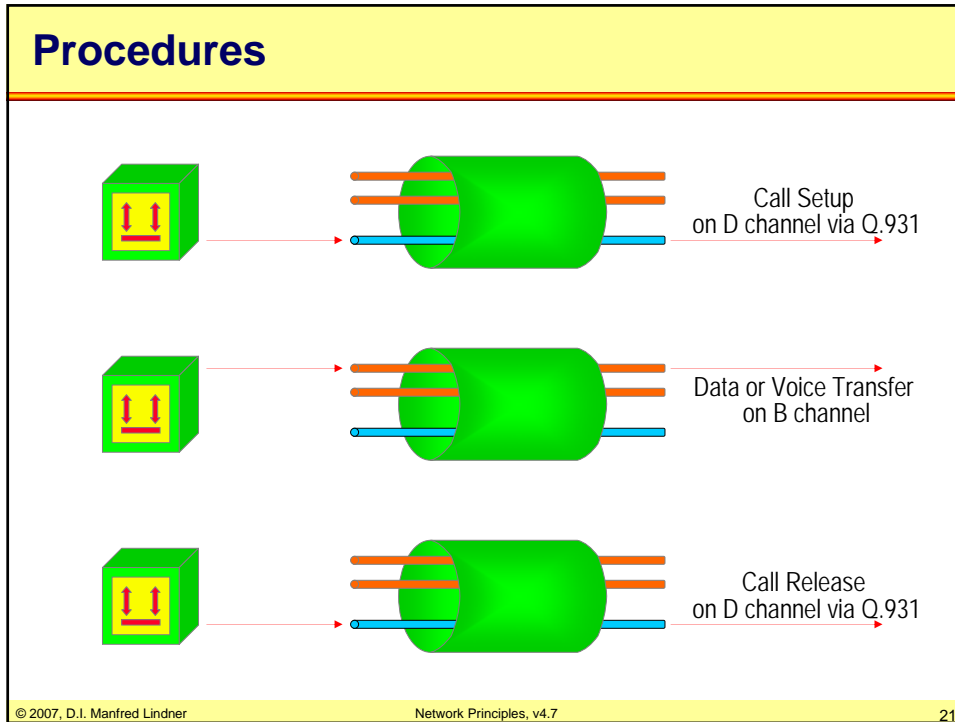 Procedures
Call Setup
on D channel via Q.931
Data or Voice Transfer
on B channel
Call Release
on D channel via Q.931
© 2007, D.I. Manfred Lindner
Network Principles, v4.7
21